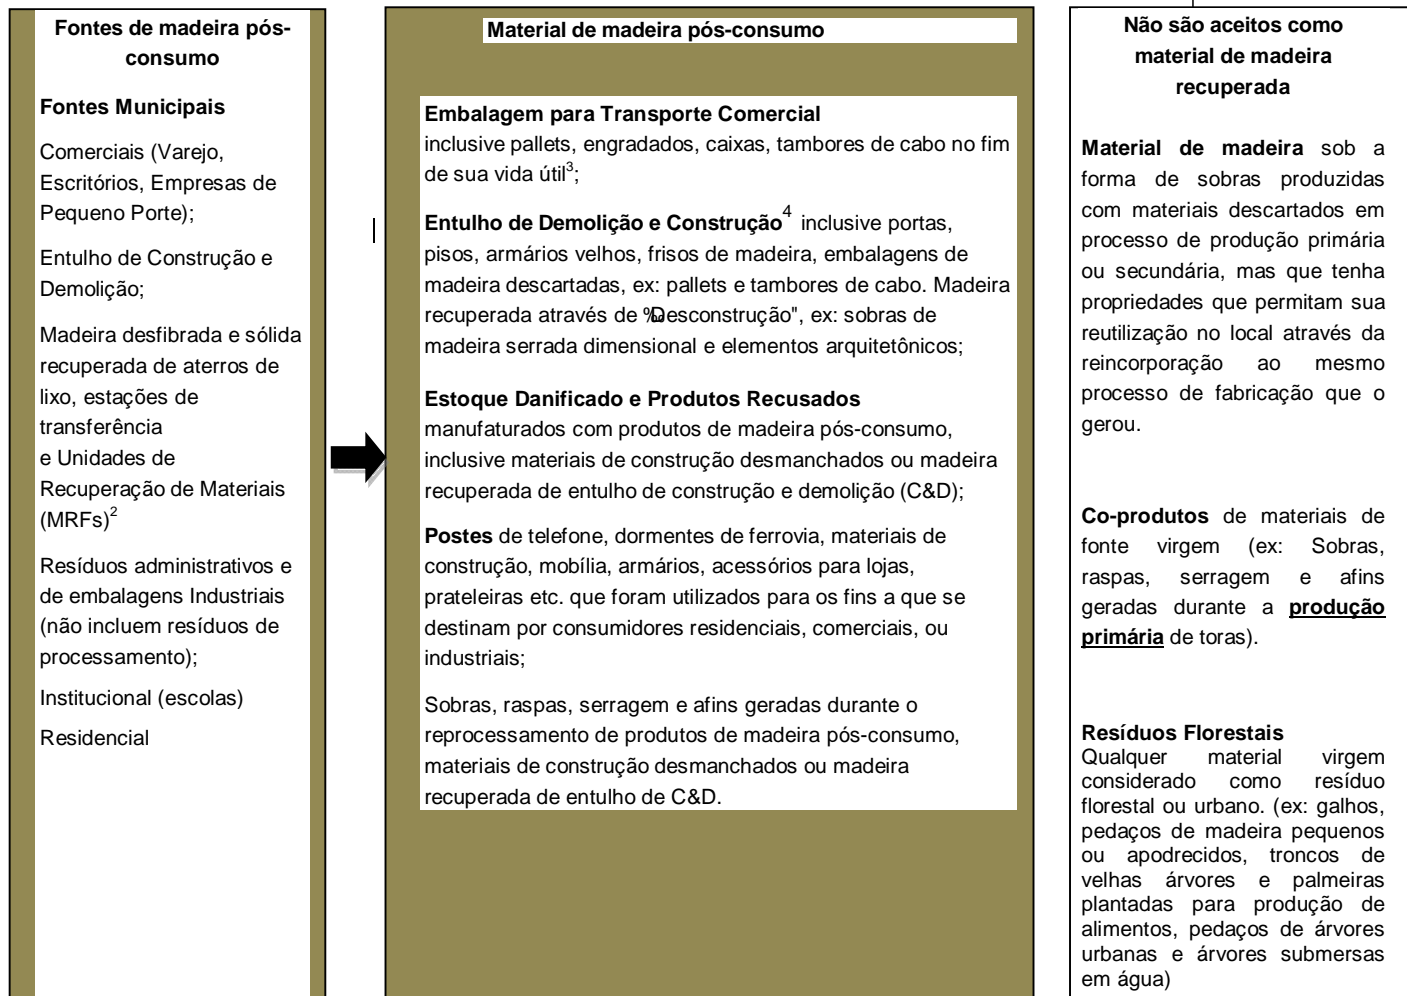 Fontes de madeira pós-
consumo
Fontes Municipais
Comerciais (Varejo,
Escritórios, Empresas de
Pequeno Porte);
Entulho de Construção e
Demolição;
Madeira desfibrada e sólida
recuperada de aterros de
lixo, estações de
transferência
e Unidades de
Recuperação de Materiais
(MRFs)²
Resíduos administrativos e
de embalagens Industriais
(não incluem resíduos de
processamento);
Institucional (escolas)
Residencial
Material de madeira pós-consumo
Embalagem para Transporte Comercial
inclusive pallets, engradados, caixas, tambores de cabo no fim
de sua vida útil³;
Entulho de Demolição e Construção⁴ inclusive portas,
pisos, armários velhos, frisos de madeira, embalagens de
madeira descartadas, ex: pallets e tambores de cabo. Madeira
recuperada através de ‰Desconstrução", ex: sobras de
madeira serrada dimensional e elementos arquitetônicos;
Estoque Danificado e Produtos Recusados
manufaturados com produtos de madeira pós-consumo,
inclusive materiais de construção desmanchados ou madeira
recuperada de entulho de construção e demolição (C&D);
Postes de telefone, dormentes de ferrovia, materiais de
construção, mobília, armários, acessórios para lojas,
prateleiras etc. que foram utilizados para os fins a que se
destinam por consumidores residenciais, comerciais, ou
industriais;
Sobras, raspas, serragem e afins geradas durante o
reprocessamento de produtos de madeira pós-consumo,
materiais de construção desmanchados ou madeira
recuperada de entulho de C&D.
Não são aceitos como
material de madeira
recuperada
Material de madeira sob a
forma de sobras produzidas
com materiais descartados em
processo de produção primária
ou secundária, mas que tenha
propriedades que permitam sua
reutilização no local através da
reincorporação ao mesmo
processo de fabricação que o
gerou.
Co-produtos de materiais de
fonte virgem (ex: Sobras,
raspas, serragem e afins
geradas durante a produção
primária de toras).
Resíduos Florestais
Qualquer material virgem
considerado como resíduo
florestal ou urbano. (ex: galhos,
pedaços de madeira pequenos
ou apodrecidos, troncos de
velhas árvores e palmeiras
plantadas para produção de
alimentos, pedaços de árvores
urbanas e árvores submersas
em água)